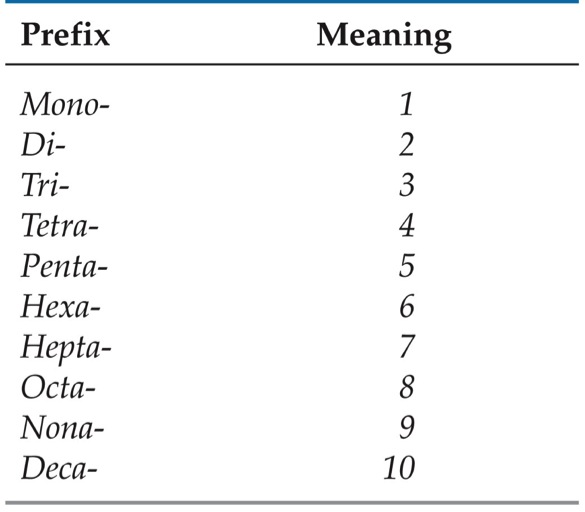 Prefix Meaning
Mono- 1
Di- 2
Tri- 3
Tetra- 4
Penta- 5
Hexa- 6
Hepta- 7
Octa- 8
Nona- 9
Deca- 10